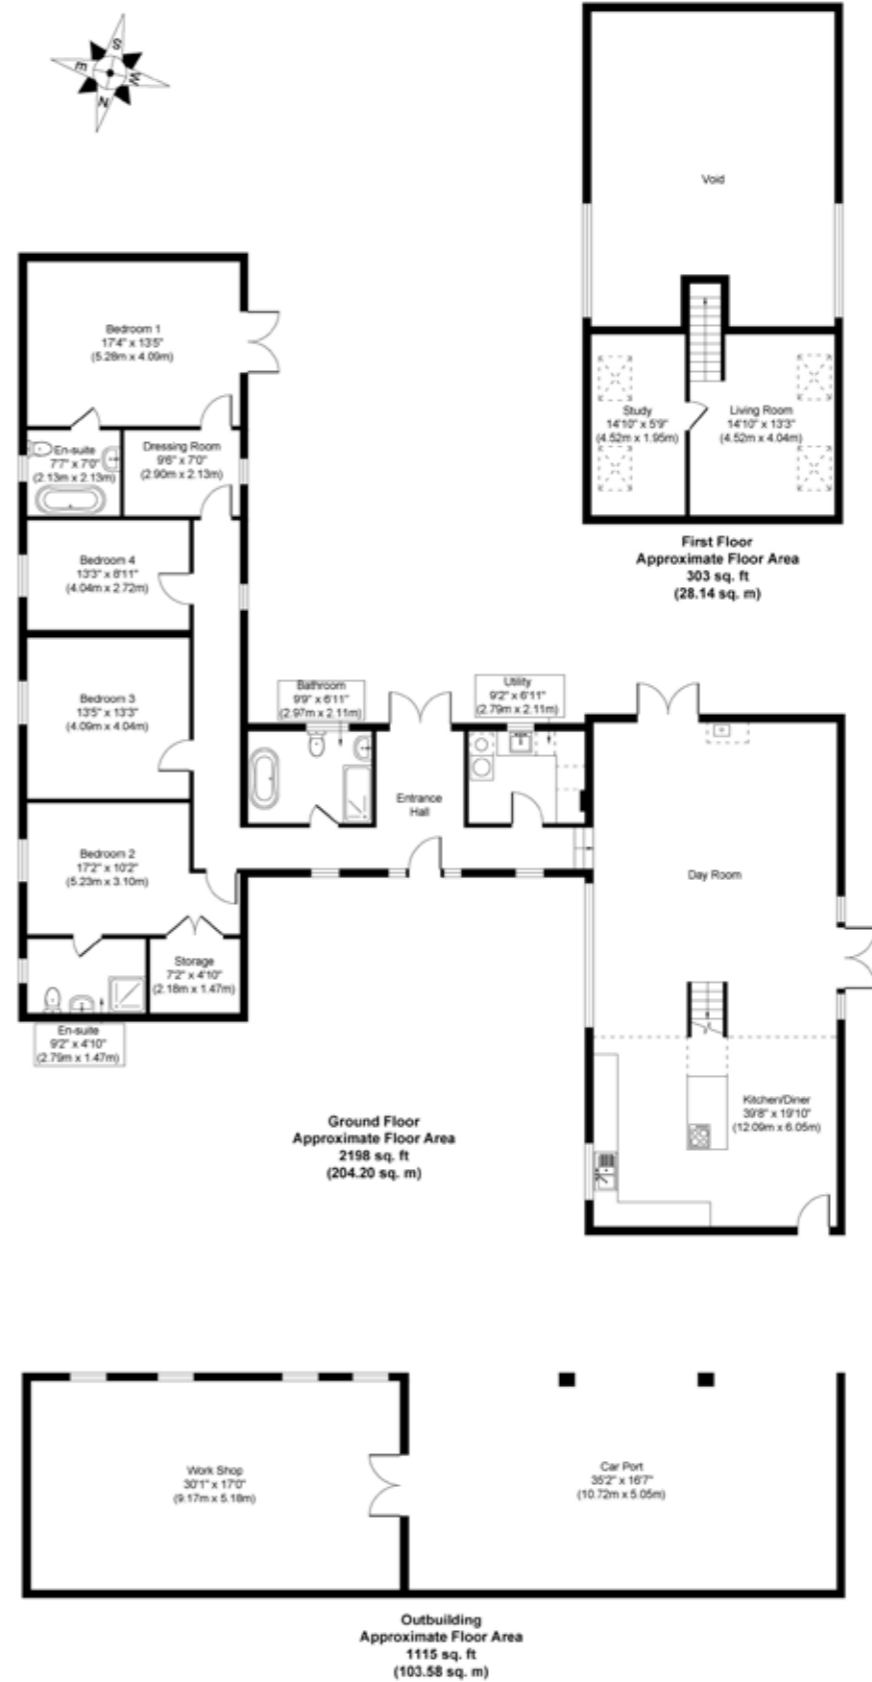 S
E
W
N
Void
Study
14'10" x 5'9"
(4.52m x 1.95m)
Living Room
14'10" x 13'3"
(4.52m x 4.04m)
First Floor
Approximate Floor Area
303 sq. ft
(28.14 sq. m)
Bedroom 1
17'4" x 13'5"
(5.28m x 4.09m)
En-suite
7'7" x 7'0"
(2.13m x 2.13m)
Dressing Room
9'6" x 7'0"
(2.90m x 2.13m)
Bedroom 4
13'3" x 8'11"
(4.04m x 2.72m)
Bedroom 3
13'5" x 13'3"
(4.09m x 4.04m)
Bathroom
9'9" x 6'11"
(2.97m x 2.11m)
Utility
9'2" x 6'11"
(2.79m x 2.11m)
Entrance
Hall
Bedroom 2
17'2" x 10'2"
(5.23m x 3.10m)
Day Room
Storage
7'2" x 4'10"
(2.18m x 1.47m)
En-suite
9'2" x 4'10"
(2.79m x 1.47m)
Kitchen/Diner
39'8" x 19'10"
(12.09m x 6.05m)
Ground Floor
Approximate Floor Area
2198 sq. ft
(204.20 sq. m)
Work Shop
30'1" x 17'0"
(9.17m x 5.18m)
Car Port
35'2" x 16'7"
(10.72m x 5.05m)
Outbuilding
Approximate Floor Area
1115 sq. ft
(103.58 sq. m)